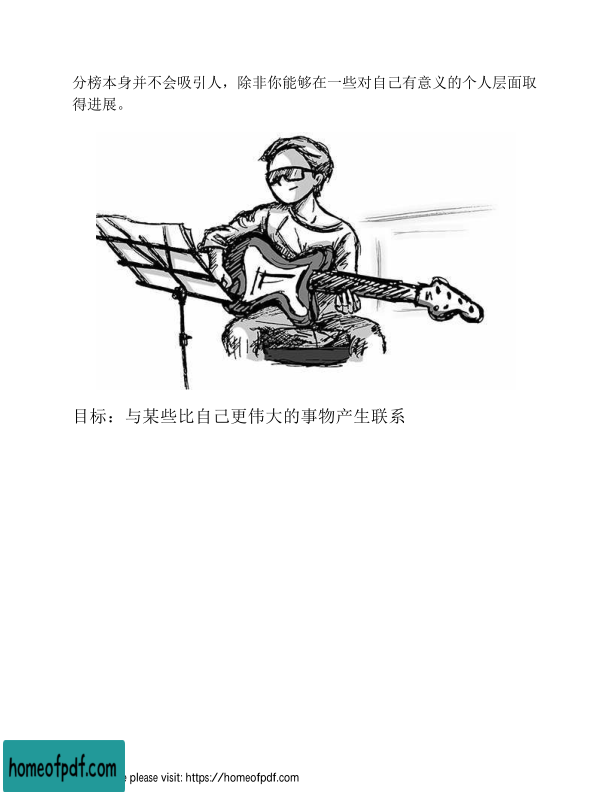 分榜本身并不会吸引人，除非你能够在一些对自己有意义的个人层面取
得进展。
目标：与某些比自己更伟大的事物产生联系
homeofpdf.com
e please visit: https://homeofpdf.com